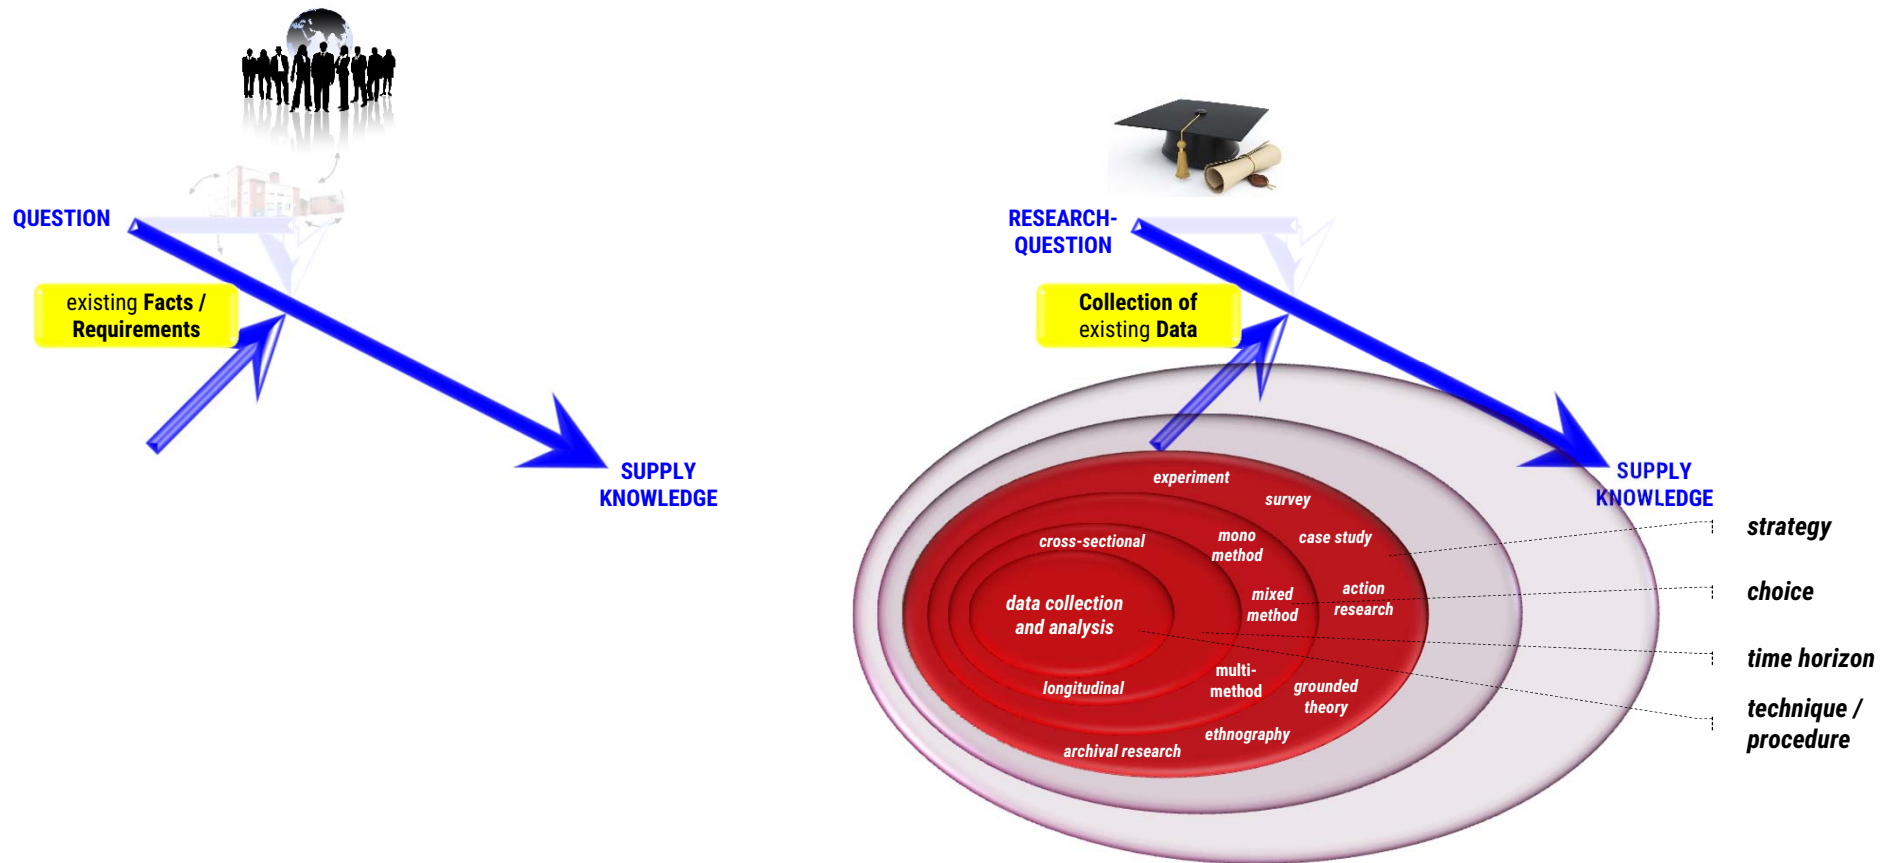 QUESTION
existing Facts /
Requirements
SUPPLY
KNOWLEDGE
RESEARCH-
QUESTION
Collection of
existing Data
SUPPLY
KNOWLEDGE
experiment
survey
case study
action
research
grounded
theory
ethnography
archival research
mono
method
mixed
method
multi-
method
cross-sectional
longitudinal
data collection
and analysis
strategy
choice
time horizon
technique /
procedure